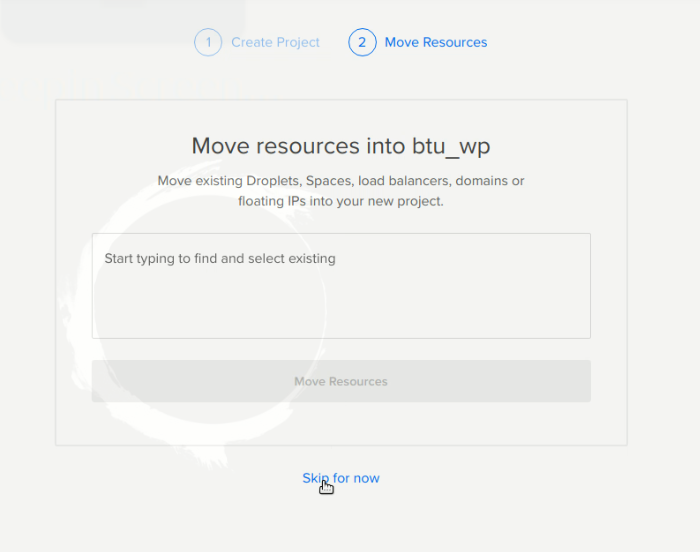 1 Create Project 2 Move Resources
Move resources into btu_wp
Move existing Droplets, Spaces, load balancers, domains or
floating IPs into your new project.
Start typing to find and select existing
Move Resources
Skip for now